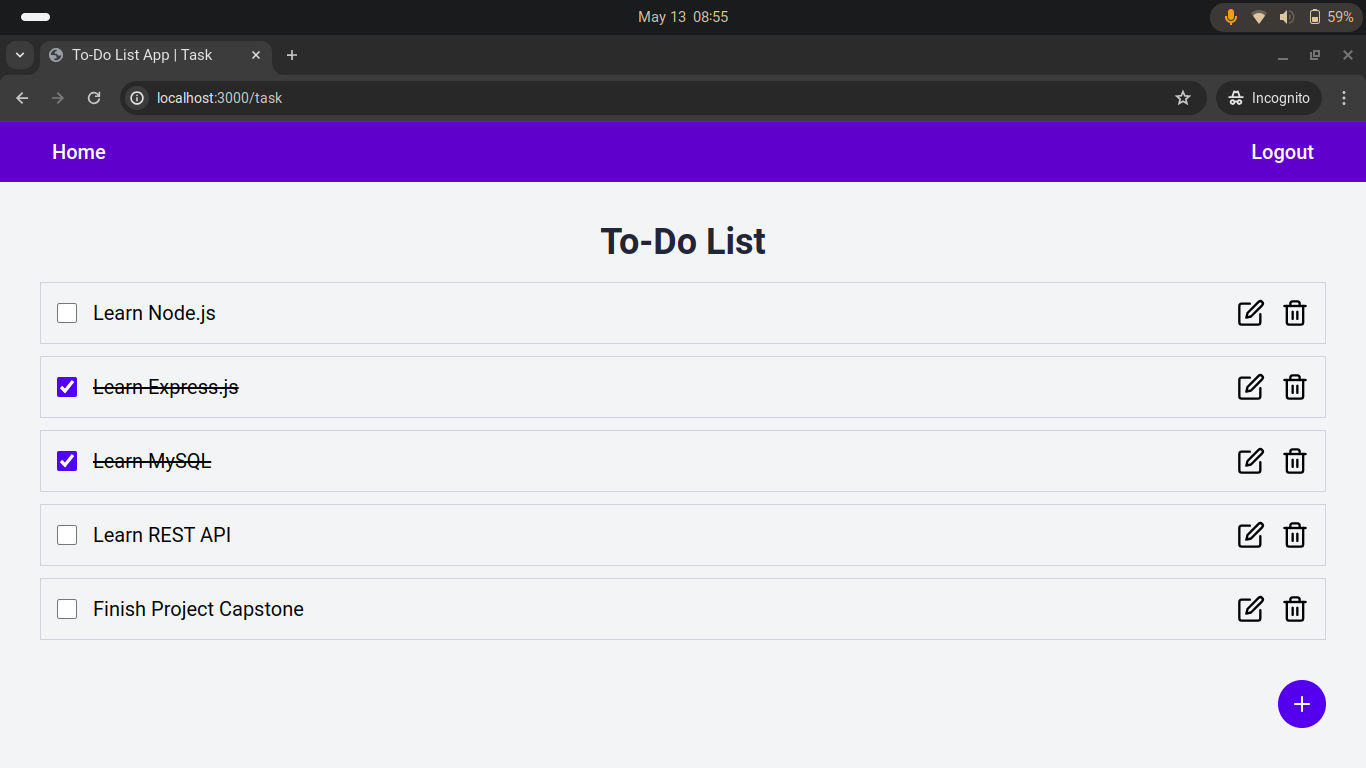 May 13 08:55
59%
To-Do List App | Task
localhost:3000/task
Incognito
Home
Logout
To-Do List
Learn Node.js
Learn Express.js
Learn MySQL
Learn REST API
Finish Project Capstone